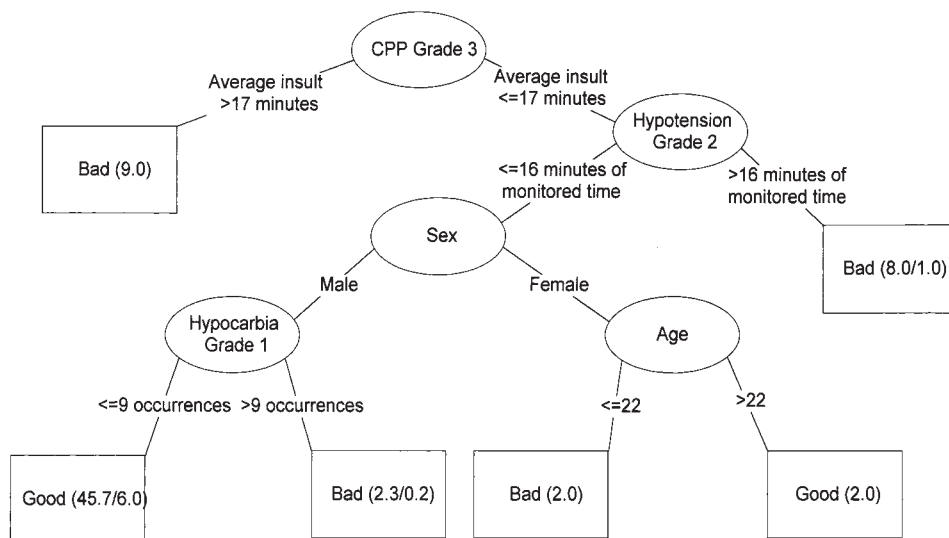 CPP Grade 3
Average insult
>17 minutes
Average insult
<=17 minutes
Hypotension
Grade 2
Bad (9.0)
<=16 minutes of
monitored time
>16 minutes of
monitored time
Sex
Bad (8.0/1.0)
Male
Female
Hypocarbia
Grade 1
Age
<=9 occurrences
>9 occurrences
<=22
>22
Good (45.7/6.0)
Bad (2.3/0.2)
Bad (2.0)
Good (2.0)